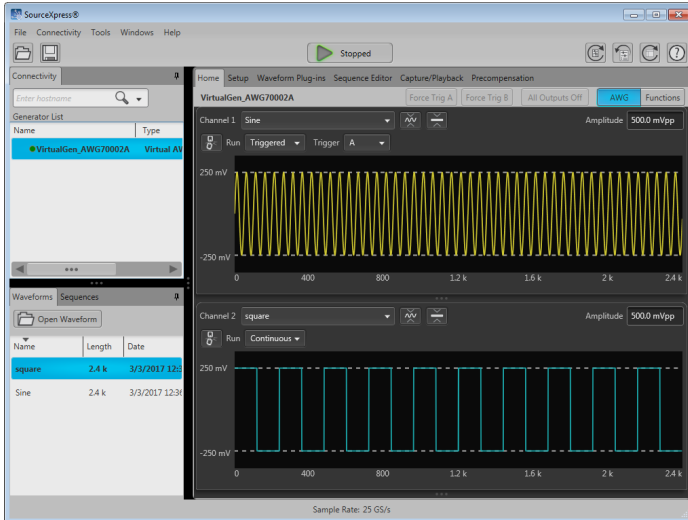 SourceXpress®
File Connectivity Tools Windows Help
Stopped
Connectivity
Enter hostname
Generator List
Name Type
VirtualGen_AWG70002A Virtual AW
Waveforms Sequences
Open Waveform
Name Length Date
square 2.4 k 3/3/2017 12:3
Sine 2.4 k 3/3/2017 12:36
Home Setup Waveform Plug-ins Sequence Editor Capture/Playback Precompensation
VirtualGen_AWG70002A Force Trig A Force Trig B All Outputs Off AWG Functions
Channel 1 Sine Amplitude 500.0 mVpp
Run Triggered Trigger A
250 mV
-250 mV
0 400 800 1.2 k 1.6 k 2 k 2.4 k
Channel 2 square Amplitude 500.0 mVpp
Run Continuous
250 mV
-250 mV
0 400 800 1.2 k 1.6 k 2 k 2.4 k
Sample Rate: 25 GS/s